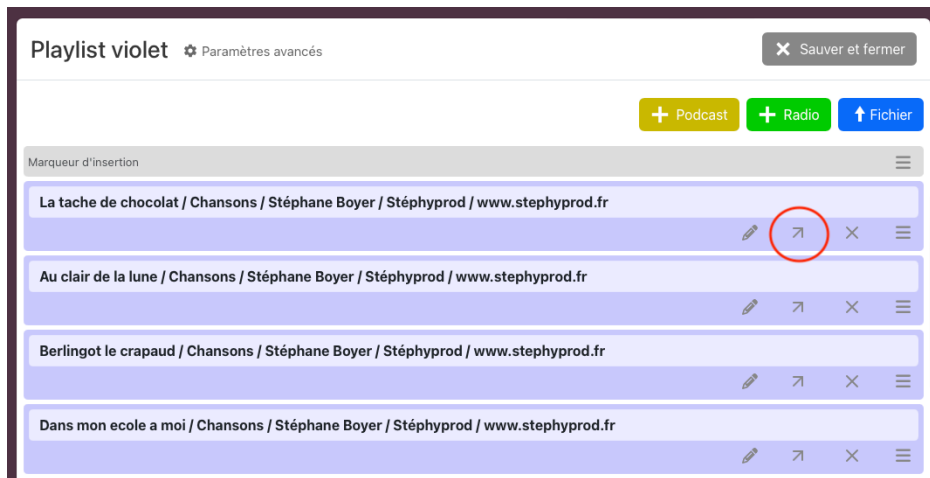 Playlist violet Paramètres avancés Sauver et fermer
Podcast Radio Fichier
Marqueur d'insertion
La tache de chocolat / Chansons / Stéphane Boyer / Stéphyprod / www.stephyprod.fr
Au clair de la lune / Chansons / Stéphane Boyer / Stéphyprod / www.stephyprod.fr
Berlingot le crapaud / Chansons / Stéphane Boyer / Stéphyprod / www.stephyprod.fr
Dans mon ecole a moi / Chansons / Stéphane Boyer / Stéphyprod / www.stephyprod.fr